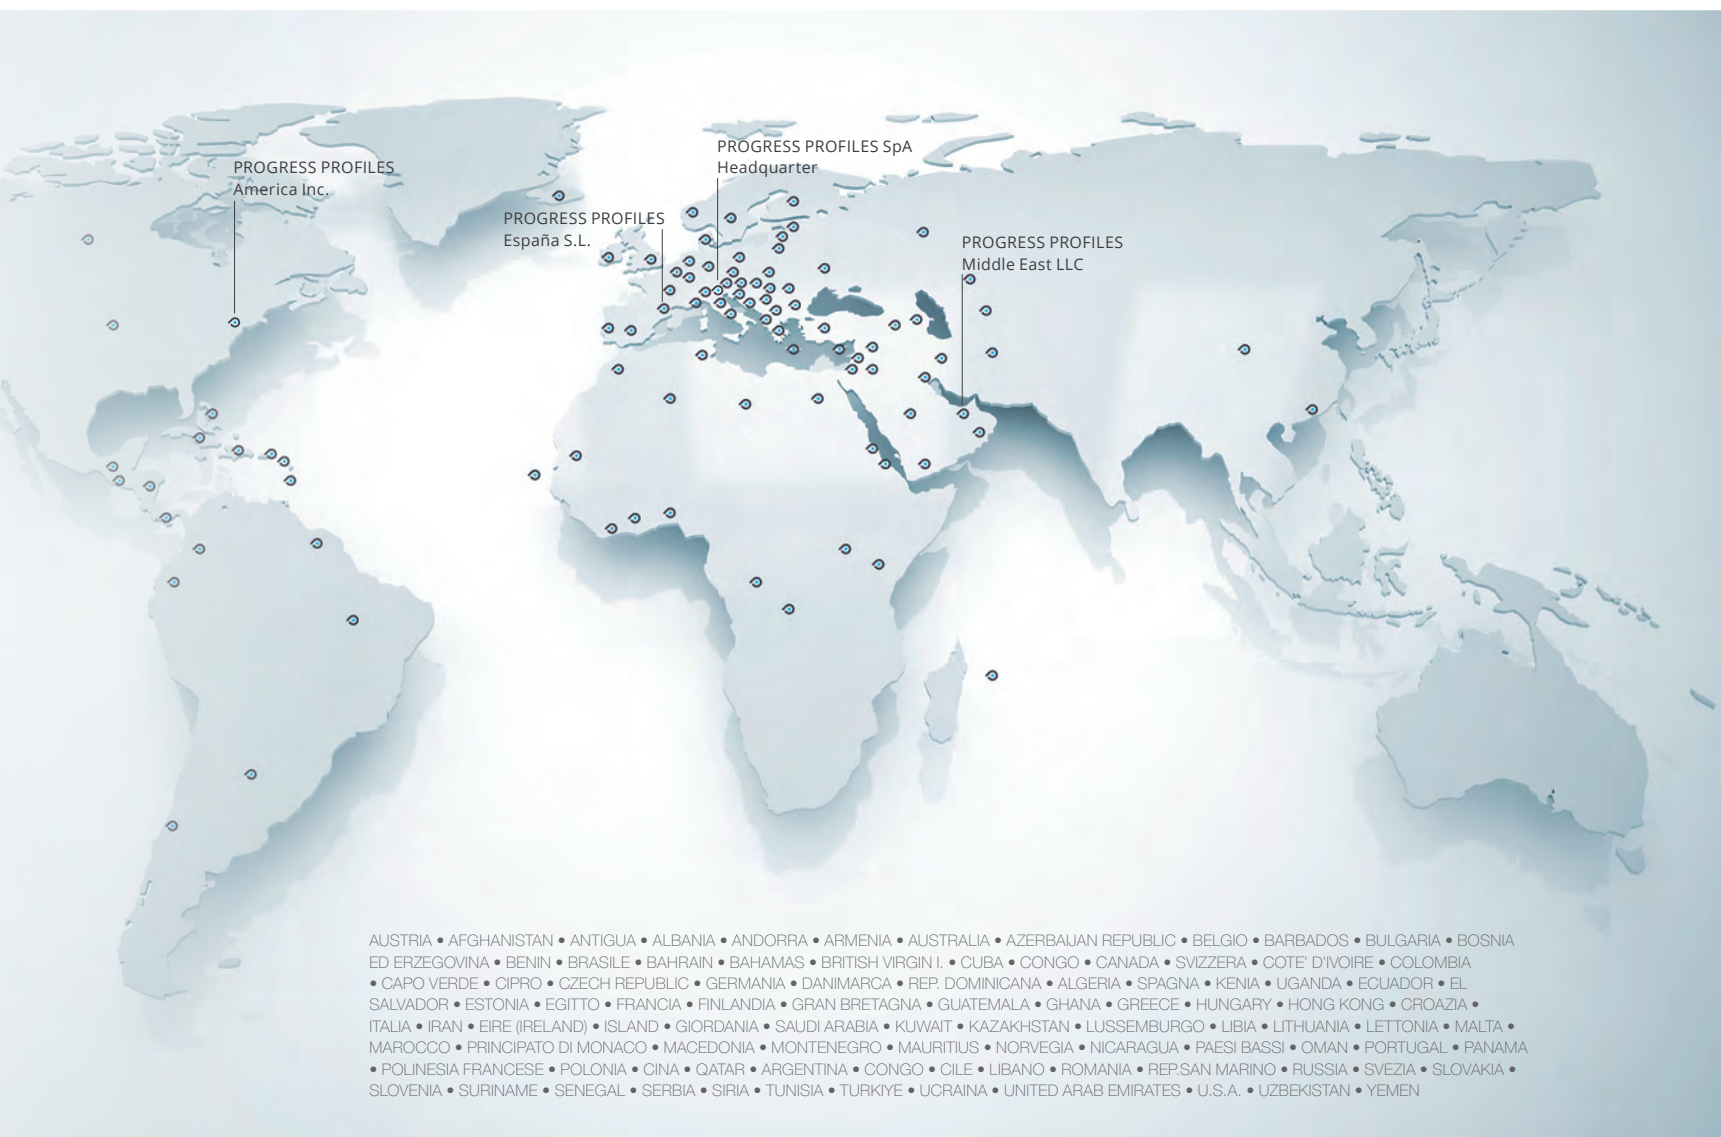 PROGRESS PROFILES SpA
Headquarter
PROGRESS PROFILES
America Inc.
PROGRESS PROFILES
España S.L.
PROGRESS PROFILES
Middle East LLC
AUSTRIA • AFGHANISTAN • ANTIGUA • ALBANIA • ANDORRA • ARMENIA • AUSTRALIA • AZERBAIJAN REPUBLIC • BELGIO • BARBADOS • BULGARIA • BOSNIA
ED ERZEGOVINA • BENIN • BRASILE • BAHRAIN • BAHAMAS • BRITISH VIRGIN I. • CUBA • CONGO • CANADA • SVIZZERA • COTE' D'IVOIRE • COLOMBIA
• CAPO VERDE • CIPRO • CZECH REPUBLIC • GERMANIA • DANIMARCA • REP. DOMINICANA • ALGERIA • SPAGNA • KENIA • UGANDA • ECUADOR • EL
SALVADOR • ESTONIA • EGITTO • FRANCIA • FINLANDIA • GRAN BRETAGNA • GUATEMALA • GHANA • GREECE • HUNGARY • HONG KONG • CROAZIA •
ITALIA • IRAN • EIRE (IRELAND) • ISLAND • GIORDANIA • SAUDI ARABIA • KUWAIT • KAZAKHSTAN • LUSSEMBURGO • LIBIA • LITHUANIA • LETTONIA • MALTA •
MAROCCO • PRINCIPATO DI MONACO • MACEDONIA • MONTENEGRO • MAURITIUS • NORVEGIA • NICARAGUA • PAESI BASSI • OMAN • PORTUGAL • PANAMA
• POLINESIA FRANCESE • POLONIA • CINA • QATAR • ARGENTINA • CONGO • CILE • LIBANO • ROMANIA • REP.SAN MARINO • RUSSIA • SVEZIA • SLOVAKIA •
SLOVENIA • SURINAME • SENEGAL • SERBIA • SIRIA • TUNISIA • TURKIYE • UCRAINA • UNITED ARAB EMIRATES • U.S.A. • UZBEKISTAN • YEMEN